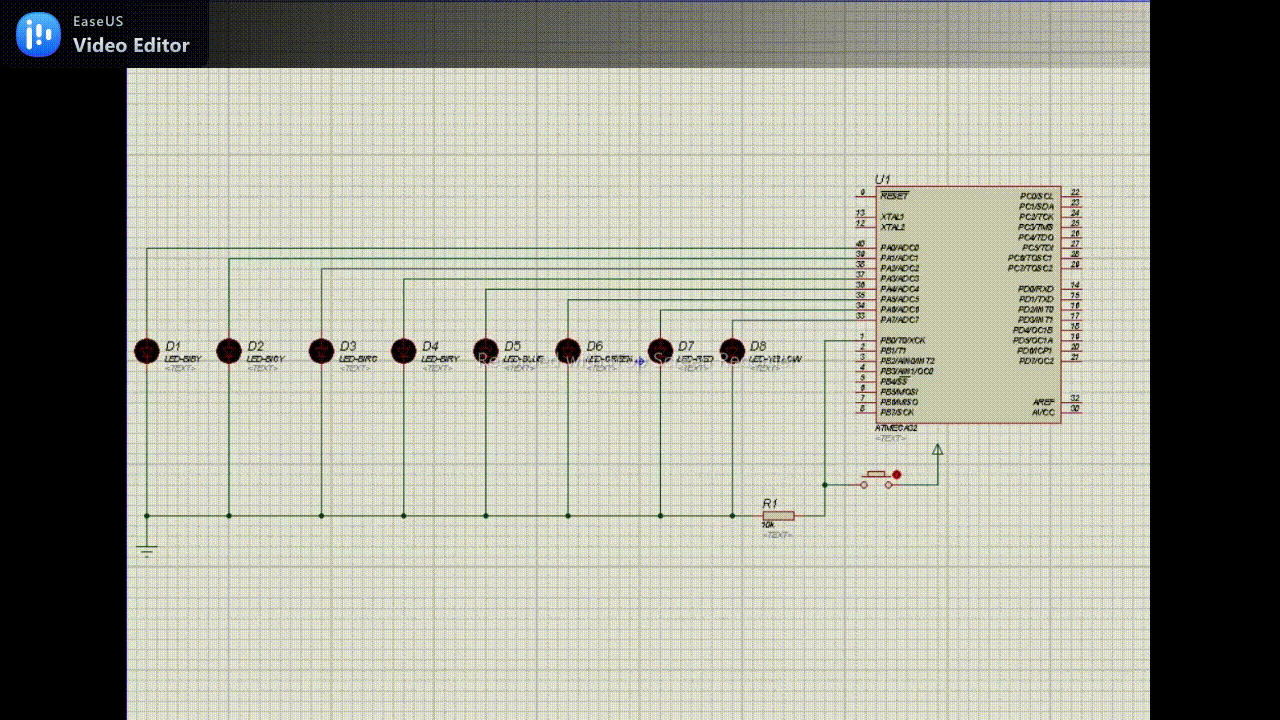 EaseUS
Video Editor
U1
9 RESET
13 XTAL1
12 XTAL2
40 PA0/ADC0
39 PA1/ADC1
38 PA2/ADC2
37 PA3/ADC3
36 PA4/ADC4
35 PA5/ADC5
34 PA6/ADC6
33 PA7/ADC7
1 PB0/T0/XCK
2 PB1/T1
3 PB2/AIN0/INT2
4 PB3/AIN1/OC0
5 PB4/SS
6 PB5/MOSI
7 PB6/MISO
8 PB7/SCK
PC0/SCL 22
PC1/SDA 23
PC2/TCK 24
PC3/TMS 25
PC4/TDO 26
PC5/TDI 27
PC6/TOSC1 28
PC7/TOSC2 29
PD0/RXD 14
PD1/TXD 15
PD2/INT0 16
PD3/INT1 17
PD4/OC1B 18
PD5/OC1A 19
PD6/ICP1 20
PD7/OC2 21
AREF 32
AVCC 30
ATMEGA32
<TEXT>
D1
LED-BIBY
<TEXT>
D2
LED-BIGY
<TEXT>
D3
LED-BIRG
<TEXT>
D4
LED-BIRY
<TEXT>
D5
LED-BLUE
<TEXT>
D6
LED-GREEN
<TEXT>
D7
LED-RED
<TEXT>
D8
<TEXT>
R1
10k
<TEXT>